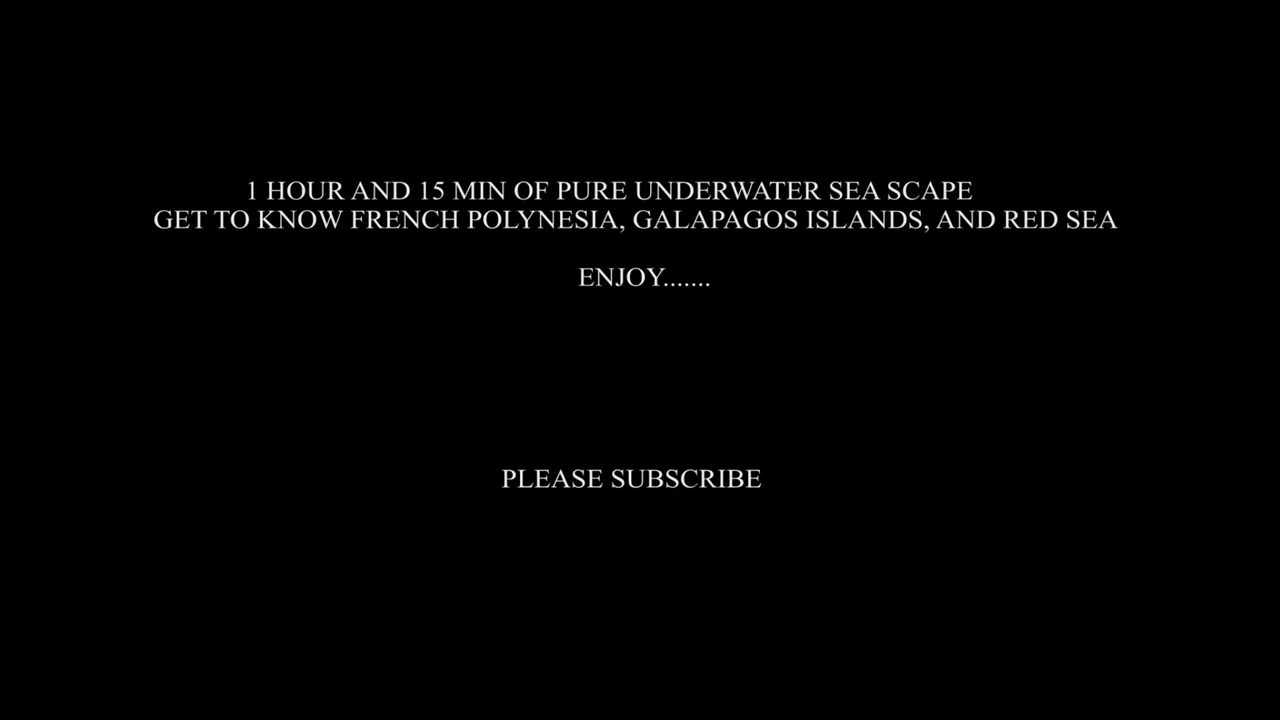 1 HOUR AND 15 MIN OF PURE UNDERWATER SEA SCAPE
GET TO KNOW FRENCH POLYNESIA, GALAPAGOS ISLANDS, AND RED SEA
ENJOY.......
PLEASE SUBSCRIBE